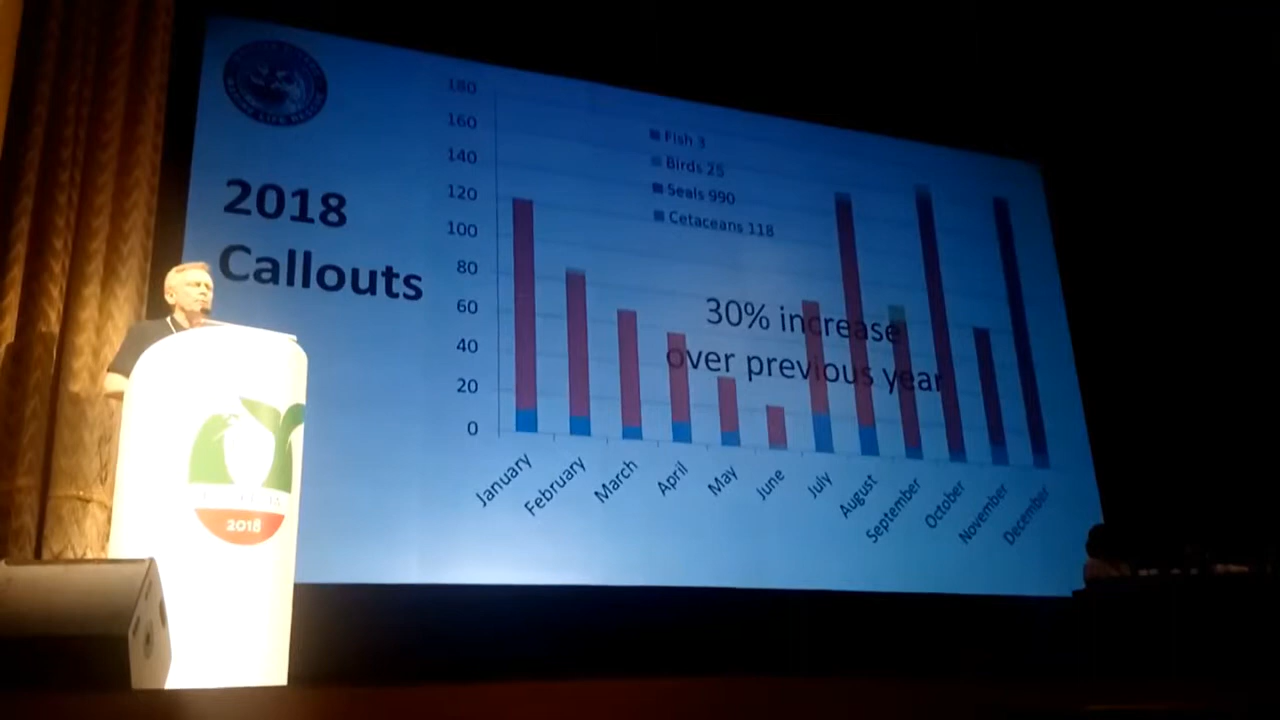 2018
Callouts
180
160
140
120
100
80
60
40
20
0
Fish 3
Birds 25
Seals 990
Cetaceans 118
30% increase
over previous year
January
February
March
April
May
June
July
August
September
October
November
December
2018